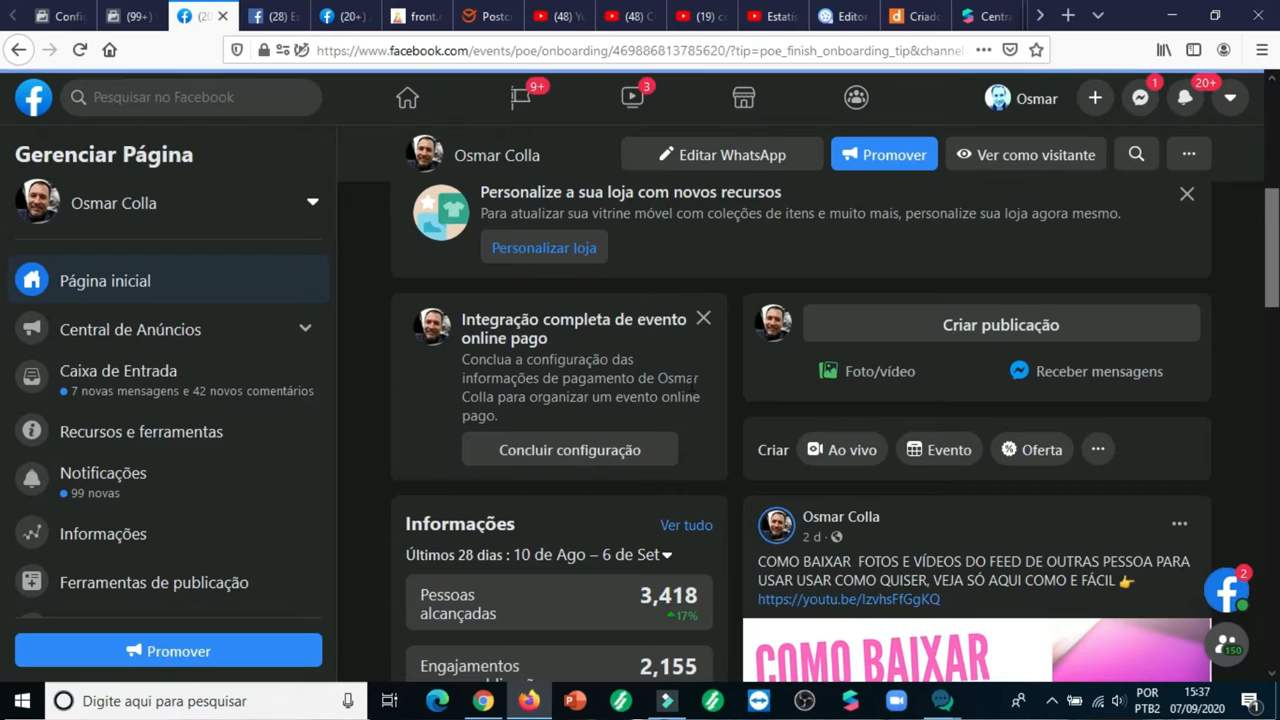 Config
(99+)
(20
(28) E
(20+)
front.
Postc
(48) Y
(48) C
(19) c
Estatís
Editor
Criad
Centra
https://www.facebook.com/events/poe/onboarding/469886813785620/?tip=poe_finish_onboarding_tip&channel
Pesquisar no Facebook
9+
3
Osmar
1
20+
Gerenciar Página
Osmar Colla
Página inicial
Central de Anúncios
Caixa de Entrada
7 novas mensagens e 42 novos comentários
Recursos e ferramentas
Notificações
99 novas
Informações
Ferramentas de publicação
Promover
Osmar Colla
Editar WhatsApp
Promover
Ver como visitante
Personalize a sua loja com novos recursos
Para atualizar sua vitrine móvel com coleções de itens e muito mais, personalize sua loja agora mesmo.
Personalizar loja
Integração completa de evento
online pago
Conclua a configuração das
informações de pagamento de Osmar
Colla para organizar um evento online
pago.
Concluir configuração
Informações
Ver tudo
Últimos 28 dias : 10 de Ago – 6 de Set
Pessoas
alcançadas
3,418
17%
Engajamentos
2,155
Criar publicação
Foto/vídeo
Receber mensagens
Criar
Ao vivo
Evento
Oferta
Osmar Colla
2 d
COMO BAIXAR FOTOS E VÍDEOS DO FEED DE OUTRAS PESSOA PARA
USAR USAR COMO QUISER, VEJA SÓ AQUI COMO E FÁCIL
https://youtu.be/IzvhsFfGgKQ
COMO BAIXAR
2
150
Digite aqui para pesquisar
POR
PTB2
15:37
07/09/2020
1